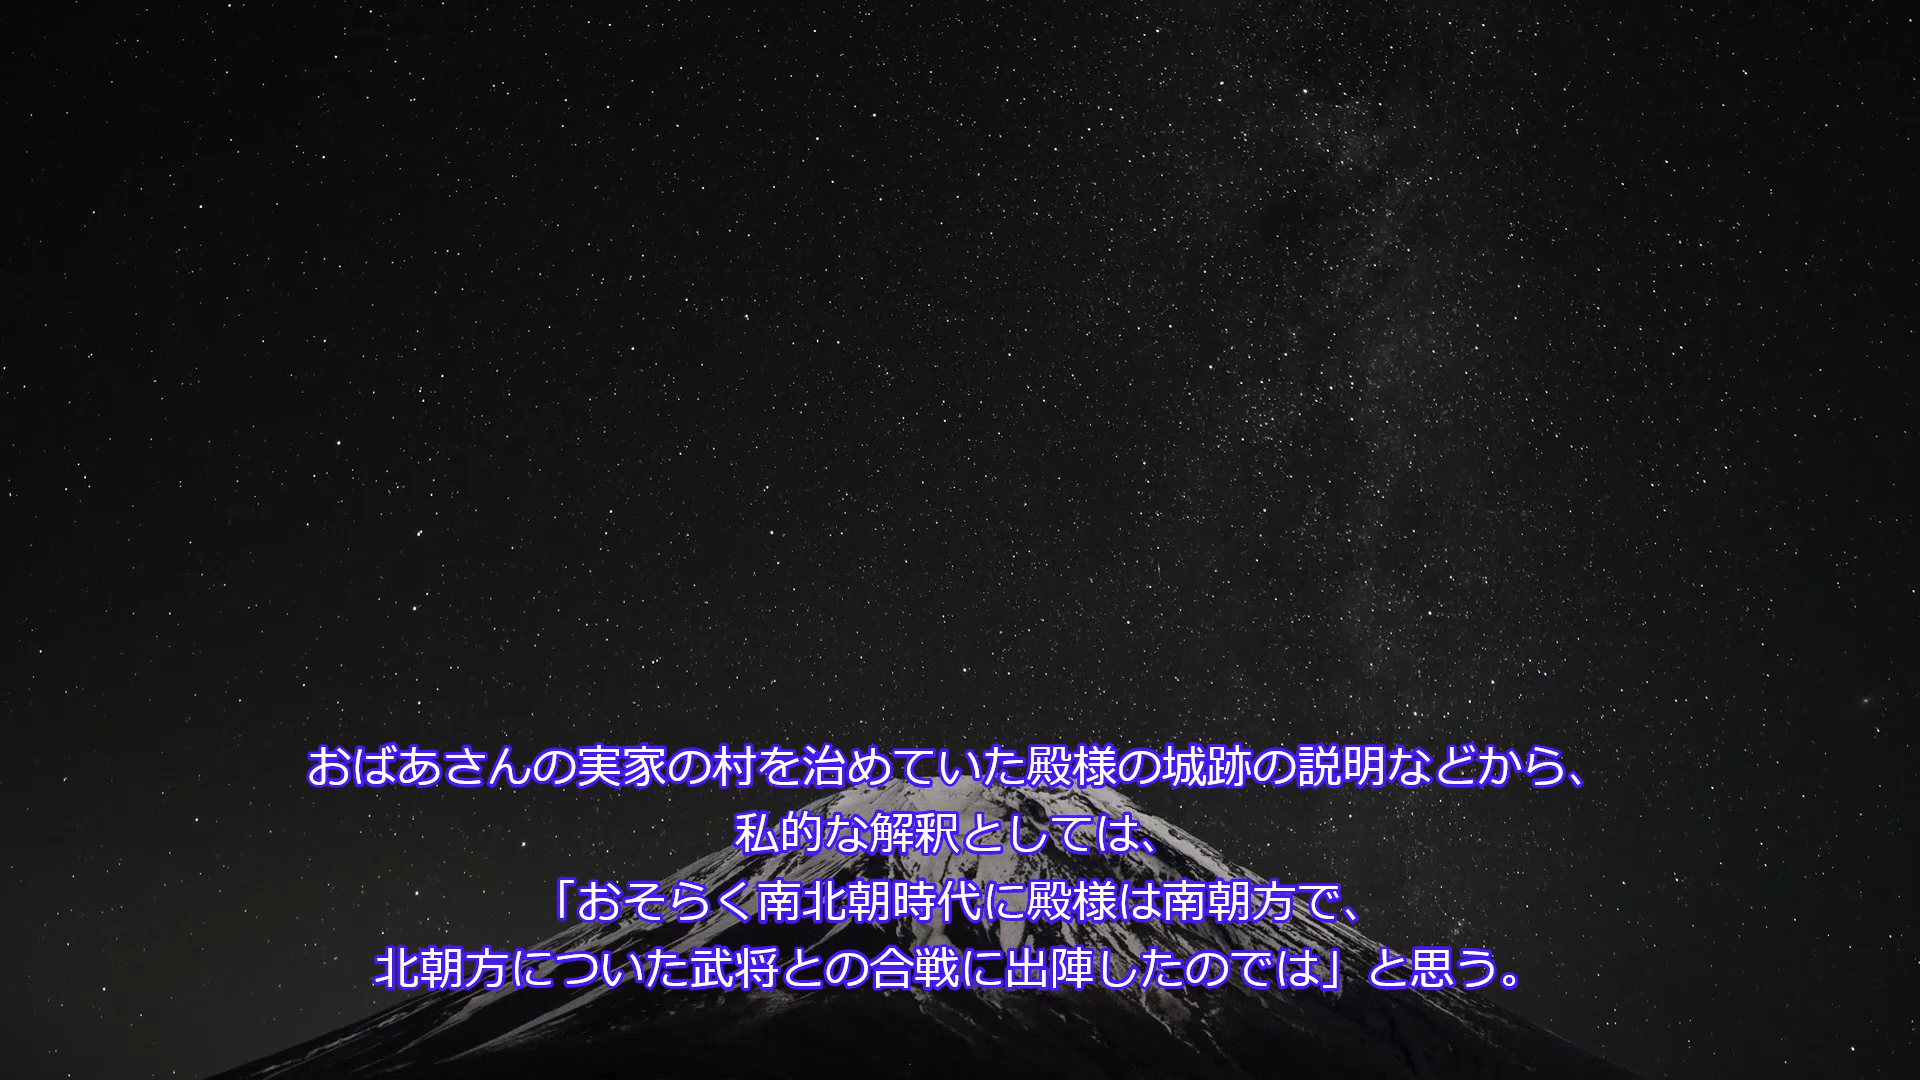 おばあさんの実家の村を治めていた殿様の城跡の説明などから、
私的な解釈としては、
「おそらく南北朝時代に殿様は南朝方で、
北朝方についた武将との合戦に出陣したのでは」と思う。